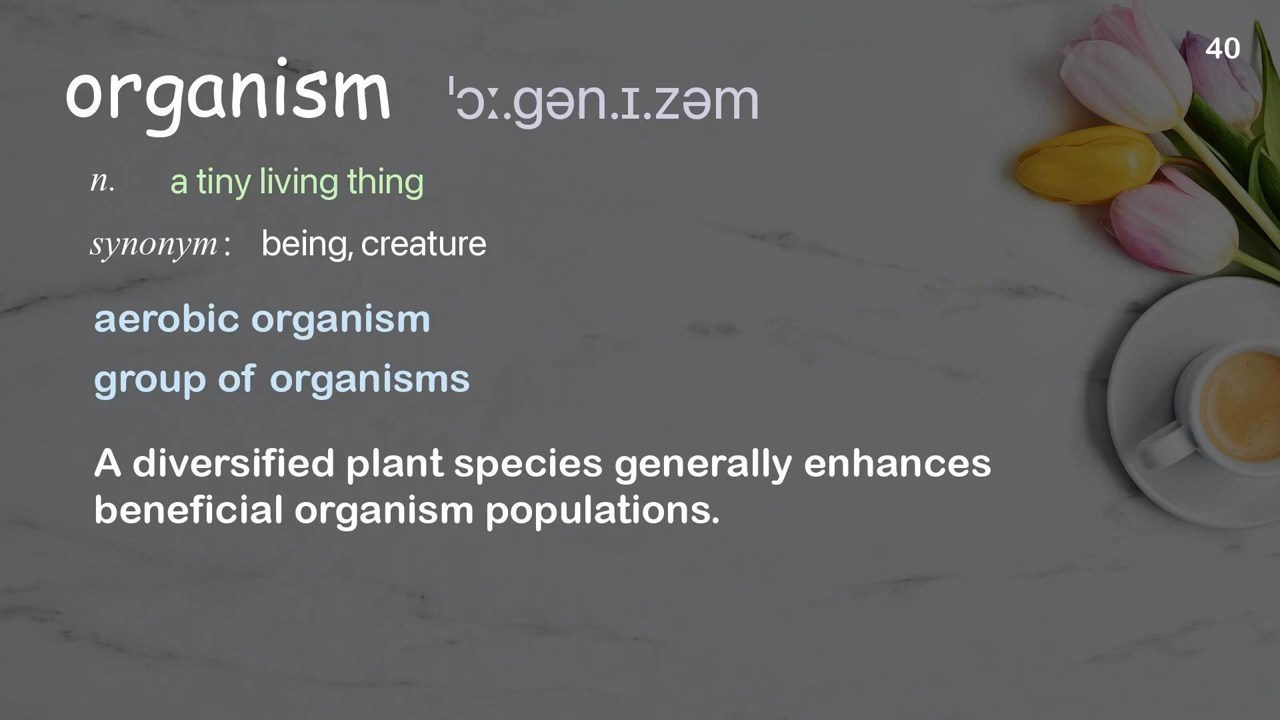 40
organism ˈɔː.gən.ɪ.zəm
n. a tiny living thing
synonym: being, creature
aerobic organism
group of organisms
A diversified plant species generally enhances
beneficial organism populations.